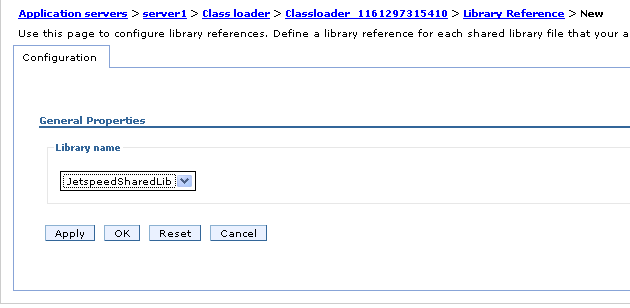 Application servers > server1 > Class loader > Classloader_1161297315410 > Library Reference > New
Use this page to configure library references. Define a library reference for each shared library file that your a
Configuration
General Properties
Library name
JetspeedSharedLib
Apply OK Reset Cancel